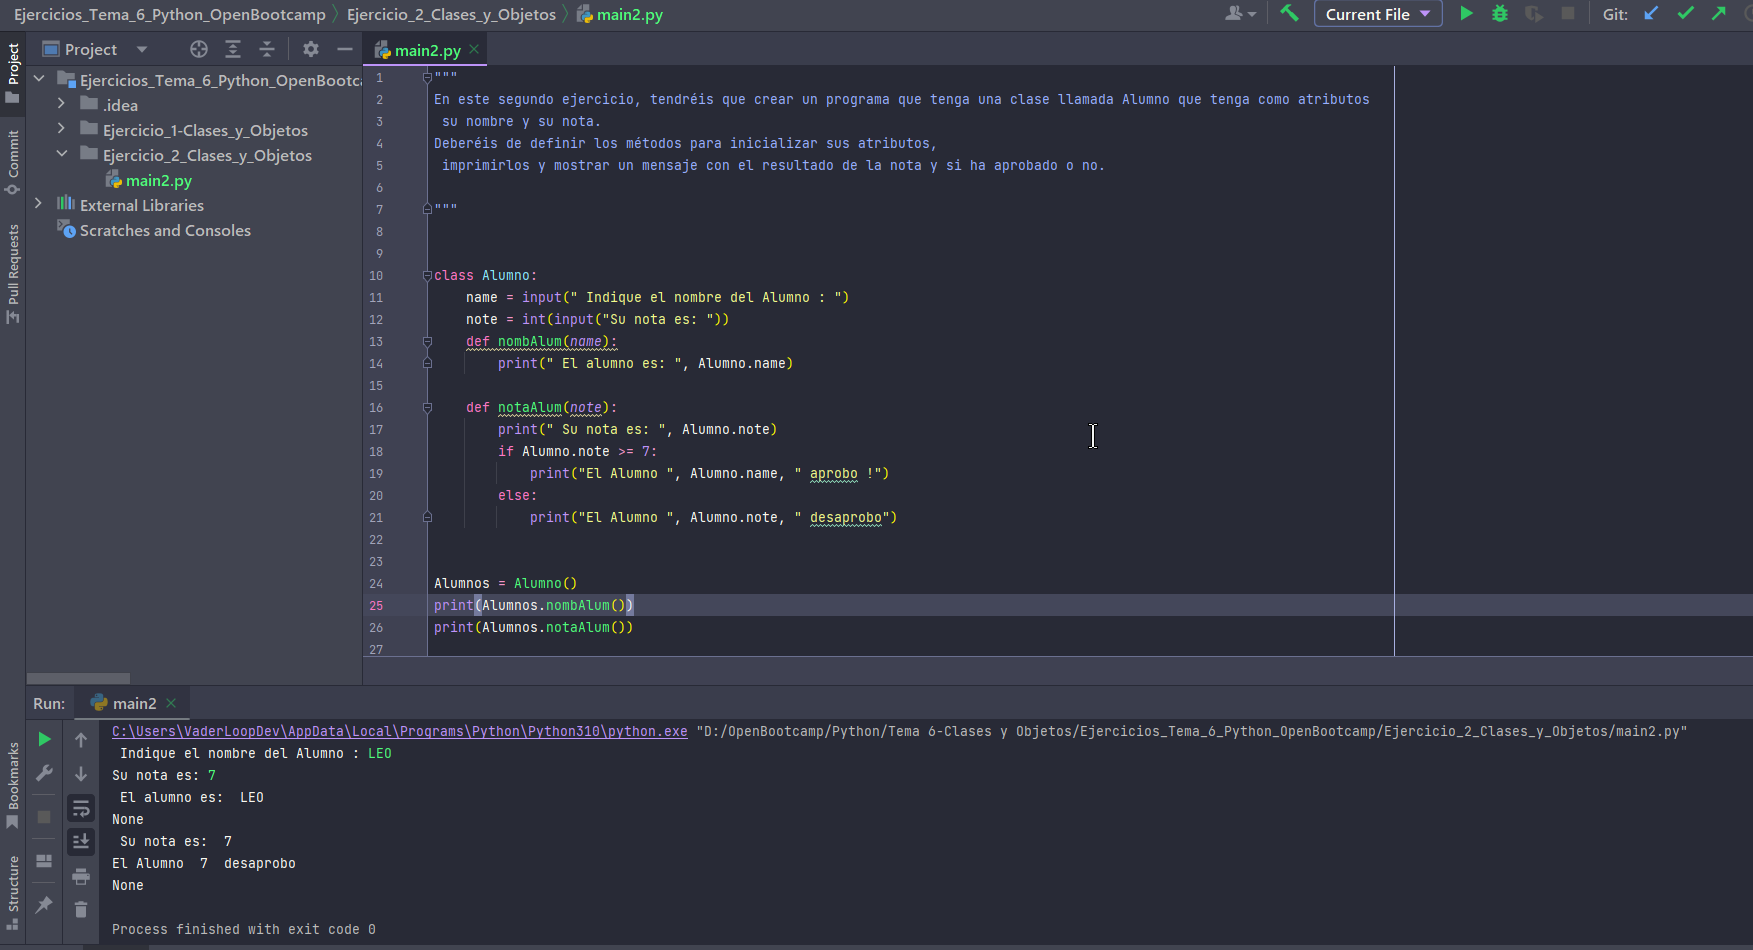 Ejercicios_Tema_6_Python_OpenBootcamp Ejercicio_2_Clases_y_Objetos main2.py Current File Git:
Project main2.py
Project
Commit
Pull Requests
Bookmarks
Structure
Ejercicios_Tema_6_Python_OpenBootca
.idea
Ejercicio_1-Clases_y_Objetos
Ejercicio_2_Clases_y_Objetos
main2.py
External Libraries
Scratches and Consoles
1 """
2 En este segundo ejercicio, tendréis que crear un programa que tenga una clase llamada Alumno que tenga como atributos
3 su nombre y su nota.
4 Deberéis de definir los métodos para inicializar sus atributos,
5 imprimirlos y mostrar un mensaje con el resultado de la nota y si ha aprobado o no.
6
7 """
8
9
10 class Alumno:
11 name = input(" Indique el nombre del Alumno : ")
12 note = int(input("Su nota es: "))
13 def nombAlum(name):
14 print(" El alumno es: ", Alumno.name)
15
16 def notaAlum(note):
17 print(" Su nota es: ", Alumno.note)
18 if Alumno.note >= 7:
19 print("El Alumno ", Alumno.name, " aprobo !")
20 else:
21 print("El Alumno ", Alumno.note, " desaprobo")
22
23
24 Alumnos = Alumno()
25 print(Alumnos.nombAlum())
26 print(Alumnos.notaAlum())
27
Run: main2
C:\Users\VaderLoopDev\AppData\Local\Programs\Python\Python310\python.exe "D:/OpenBootcamp/Python/Tema 6-Clases y Objetos/Ejercicios_Tema_6_Python_OpenBootcamp/Ejercicio_2_Clases_y_Objetos/main2.py"
Indique el nombre del Alumno : LEO
Su nota es: 7
El alumno es:  LEO
None
Su nota es:  7
El Alumno  7  desaprobo
None
Process finished with exit code 0